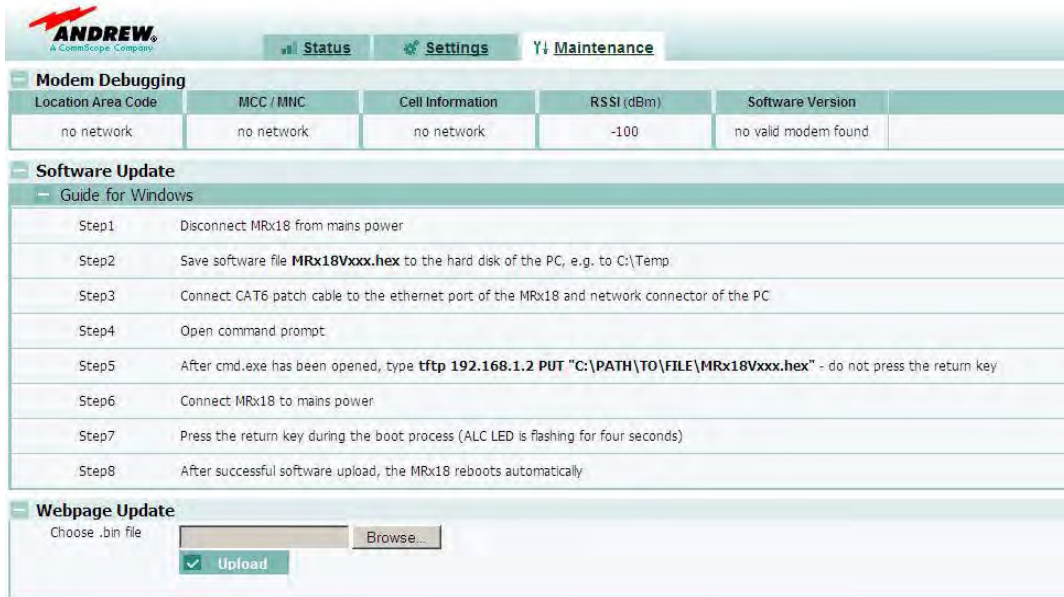 ANDREW.
A CommScope Company
Status
Settings
Maintenance
Modem Debugging
Location Area Code MCC / MNC Cell Information RSSI (dBm) Software Version
no network no network no network -100 no valid modem found
Software Update
Guide for Windows
Step1 Disconnect MRx18 from mains power
Step2 Save software file MRx18Vxxx.hex to the hard disk of the PC, e.g. to C:\Temp
Step3 Connect CAT6 patch cable to the ethernet port of the MRx18 and network connector of the PC
Step4 Open command prompt
Step5 After cmd.exe has been opened, type tftp 192.168.1.2 PUT "C:\PATH\TO\FILE\MRx18Vxxx.hex" - do not press the return key
Step6 Connect MRx18 to mains power
Step7 Press the return key during the boot process (ALC LED is flashing for four seconds)
Step8 After successful software upload, the MRx18 reboots automatically
Webpage Update
Choose .bin file Browse...
Upload